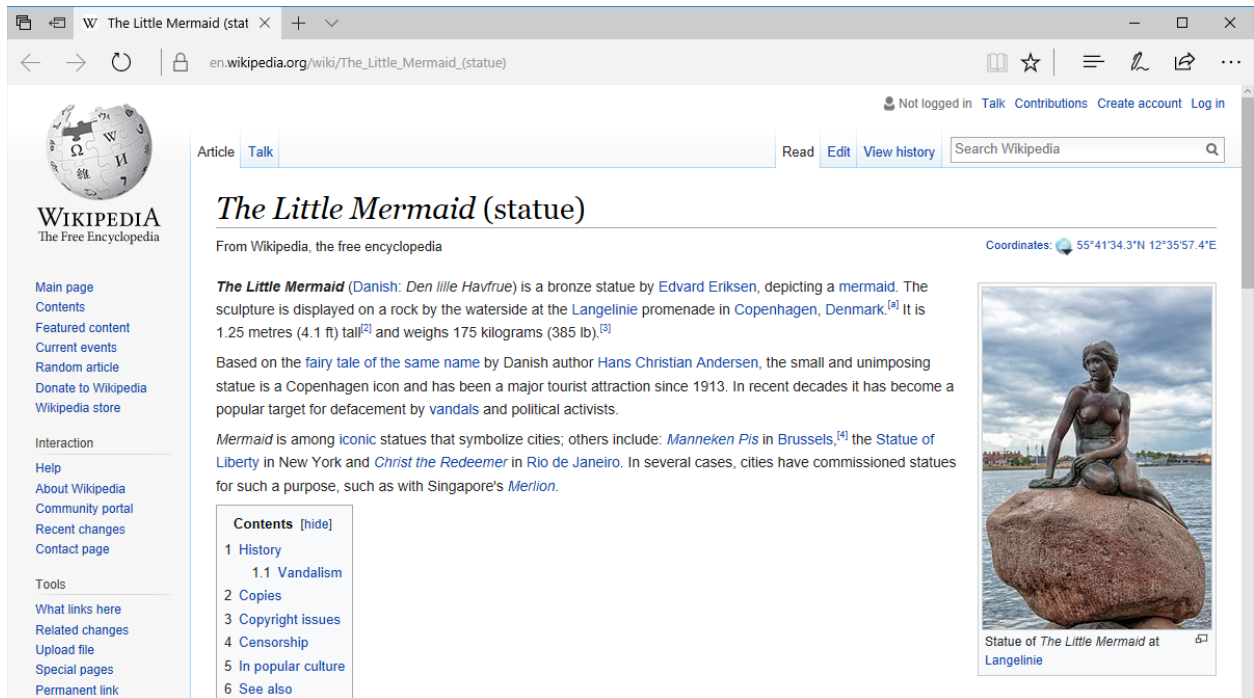 W The Little Mermaid (stat
en.wikipedia.org/wiki/The_Little_Mermaid_(statue)
Not logged in Talk Contributions Create account Log in
Article Talk
Read Edit View history Search Wikipedia
Ω W И 維 7
WIKIPEDIA
The Free Encyclopedia
The Little Mermaid (statue)
From Wikipedia, the free encyclopedia
Coordinates: 55°41′34.3″N 12°35′57.4″E
Main page
Contents
Featured content
Current events
Random article
Donate to Wikipedia
Wikipedia store
Interaction
Help
About Wikipedia
Community portal
Recent changes
Contact page
Tools
What links here
Related changes
Upload file
Special pages
Permanent link
The Little Mermaid (Danish: Den lille Havfrue) is a bronze statue by Edvard Eriksen, depicting a mermaid. The
sculpture is displayed on a rock by the waterside at the Langelinie promenade in Copenhagen, Denmark.[a] It is
1.25 metres (4.1 ft) tall[2] and weighs 175 kilograms (385 lb).[3]
Based on the fairy tale of the same name by Danish author Hans Christian Andersen, the small and unimposing
statue is a Copenhagen icon and has been a major tourist attraction since 1913. In recent decades it has become a
popular target for defacement by vandals and political activists.
Mermaid is among iconic statues that symbolize cities; others include: Manneken Pis in Brussels,[4] the Statue of
Liberty in New York and Christ the Redeemer in Rio de Janeiro. In several cases, cities have commissioned statues
for such a purpose, such as with Singapore's Merlion.
Contents [hide]
1 History
1.1 Vandalism
2 Copies
3 Copyright issues
4 Censorship
5 In popular culture
6 See also
Statue of The Little Mermaid at
Langelinie